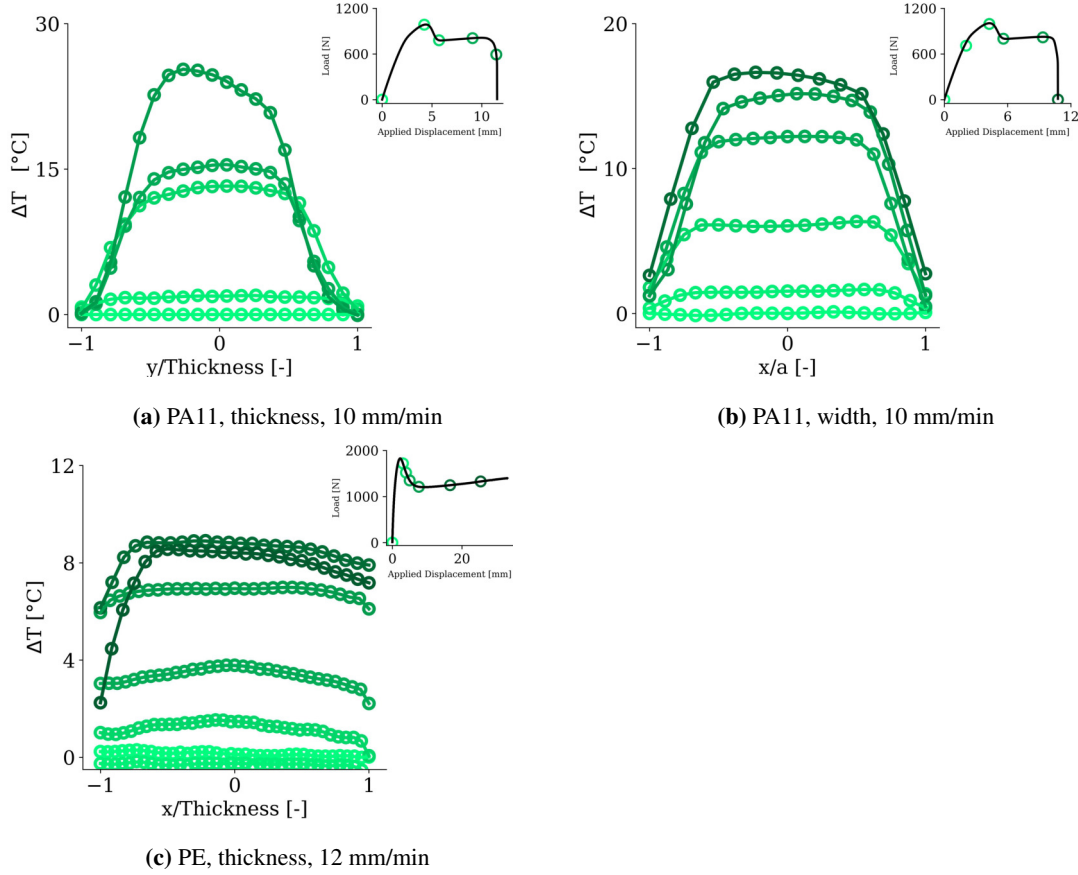 30
15
0
ΔT [°C]
−1
0
1
y/Thickness [-]
1200
600
0
Load [N]
0
5
10
Applied Displacement [mm]
(a) PA11, thickness, 10 mm/min
20
10
0
ΔT [°C]
−1
0
1
x/a [-]
1200
600
0
Load [N]
0
6
12
Applied Displacement [mm]
(b) PA11, width, 10 mm/min
12
8
4
0
ΔT [°C]
−1
0
1
x/Thickness [-]
2000
1000
0
Load [N]
0
20
Applied Displacement [mm]
(c) PE, thickness, 12 mm/min